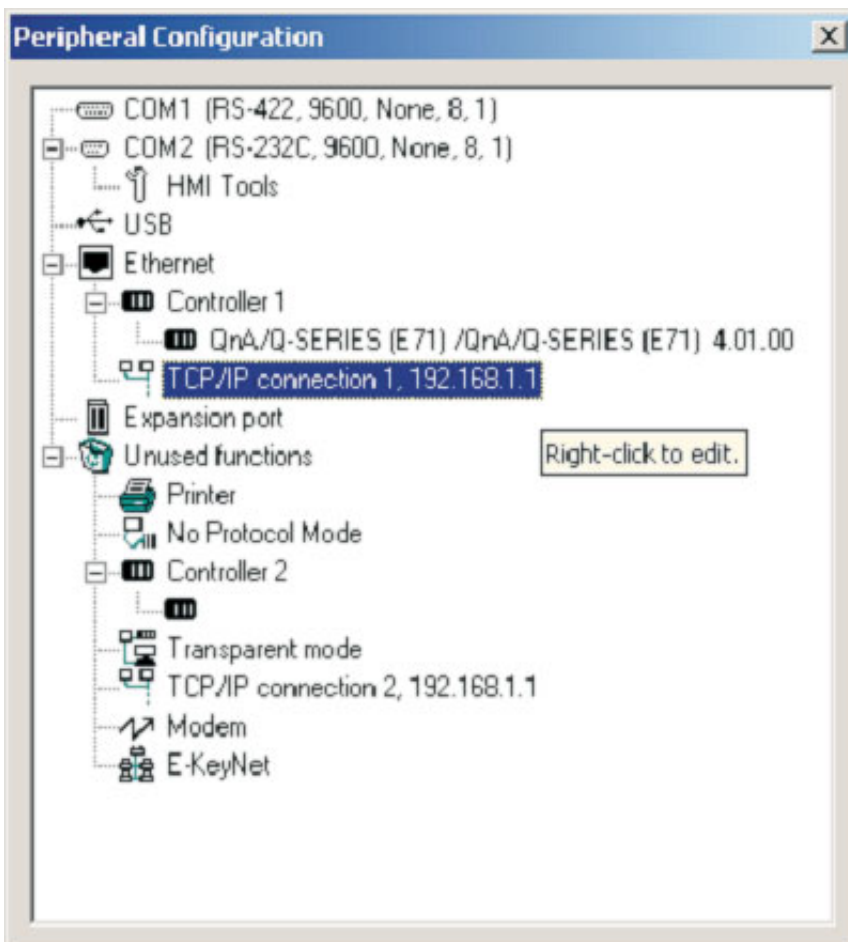 Peripheral Configuration
COM1 (RS-422, 9600, None, 8, 1)
COM2 (RS-232C, 9600, None, 8, 1)
HMI Tools
USB
Ethernet
Controller 1
QnA/Q-SERIES (E71) /QnA/Q-SERIES (E71) 4.01.00
TCP/IP connection 1, 192.168.1.1
Expansion port
Unused functions
Right-click to edit.
Printer
No Protocol Mode
Controller 2
Transparent mode
TCP/IP connection 2, 192.168.1.1
Modem
E-KeyNet